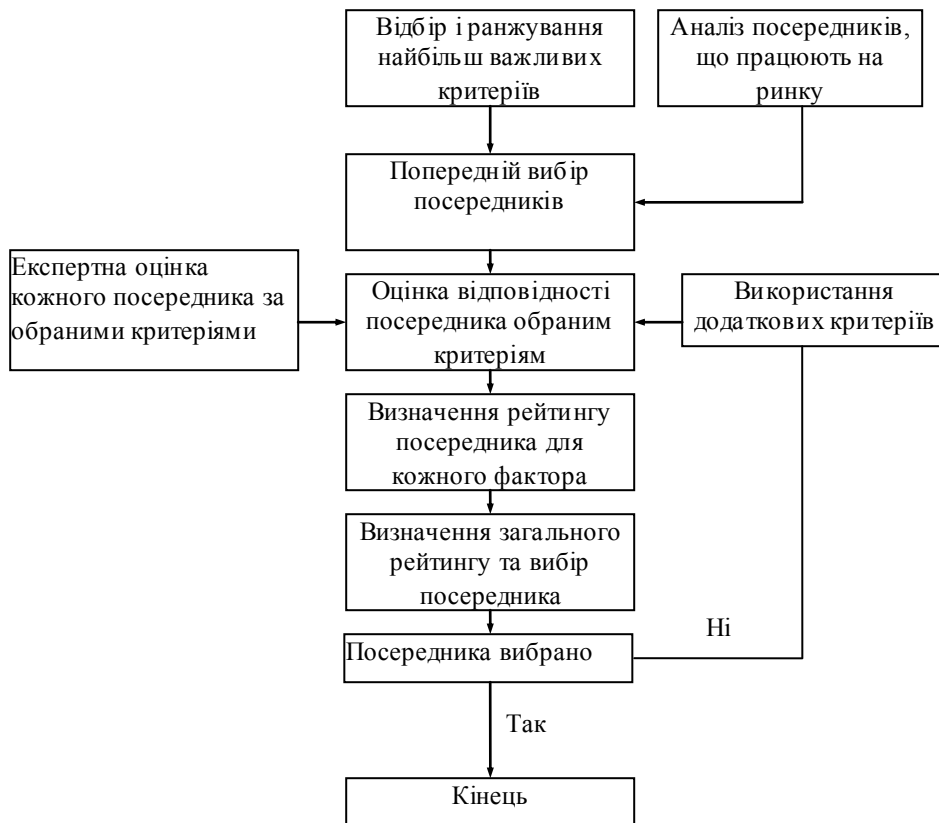 Відбір і ранжування
найбільш важливих
критеріїв
Аналіз посередників,
що працюють на
ринку
Попередній вибір
посередників
Експертна оцінка
кожного посередника за
обраними критеріями
Оцінка відповідності
посередника обраним
критеріям
Використання
додаткових критеріїв
Визначення рейтингу
посередника для
кожного фактора
Визначення загального
рейтингу та вибір
посередника
Ні
Посередника вибрано
Так
Кінець